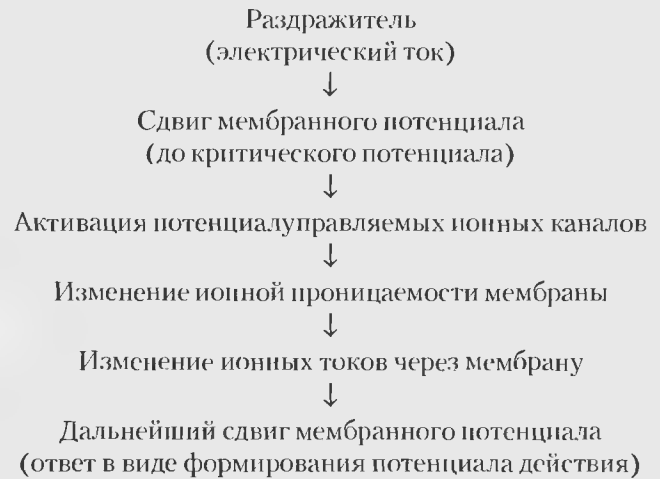 Раздражитель
(электрический ток)
↓
Сдвиг мембранного потенциала
(до критического потенциала)
↓
Активация потенциалуправляемых ионных каналов
↓
Изменение ионной проницаемости мембраны
↓
Изменение ионных токов через мембрану
↓
Дальнейший сдвиг мембранного потенциала
(ответ в виде формирования потенциала действия)